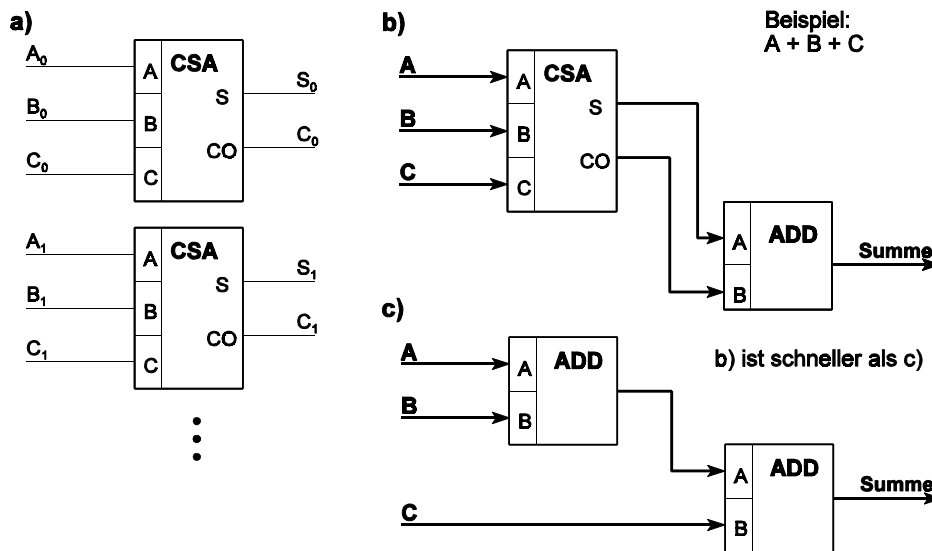 a)
A₀
B₀
C₀
A
B
C
CSA
S
CO
S₀
C₀
A₁
B₁
C₁
A
B
C
CSA
S
CO
S₁
C₁
b)
Beispiel:
A + B + C
A
B
C
A
B
C
CSA
S
CO
A
B
ADD
Summe
c)
b) ist schneller als c)
A
B
A
B
ADD
C
A
B
ADD
Summe